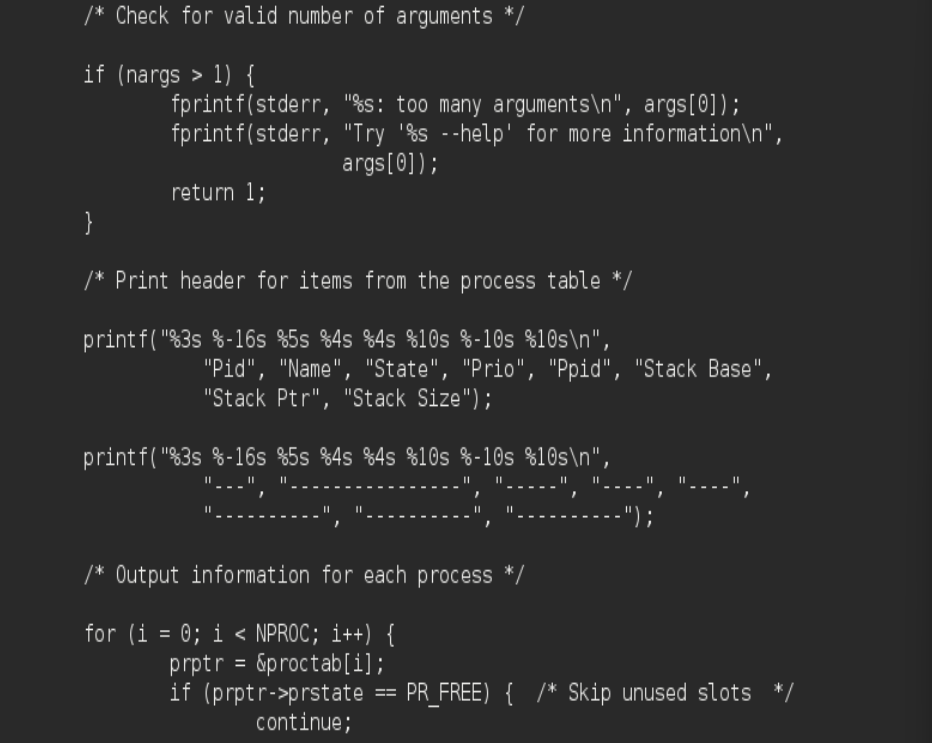 /* Check for valid number of arguments */
if (nargs > 1) {
fprintf(stderr, "%s: too many arguments\n", args[0]);
fprintf(stderr, "Try '%s --help' for more information\n",
args[0]);
return 1;
}
/* Print header for items from the process table */
printf("%3s %-16s %5s %4s %4s %10s %-10s %10s\n",
"Pid", "Name", "State", "Prio", "Ppid", "Stack Base",
"Stack Ptr", "Stack Size");
printf("%3s %-16s %5s %4s %4s %10s %-10s %10s\n",
"---", "----------------", "-----", "----", "----",
"----------", "----------", "----------");
/* Output information for each process */
for (i = 0; i < NPROC; i++) {
prptr = &proctab[i];
if (prptr->prstate == PR_FREE) {  /* Skip unused slots  */
continue;